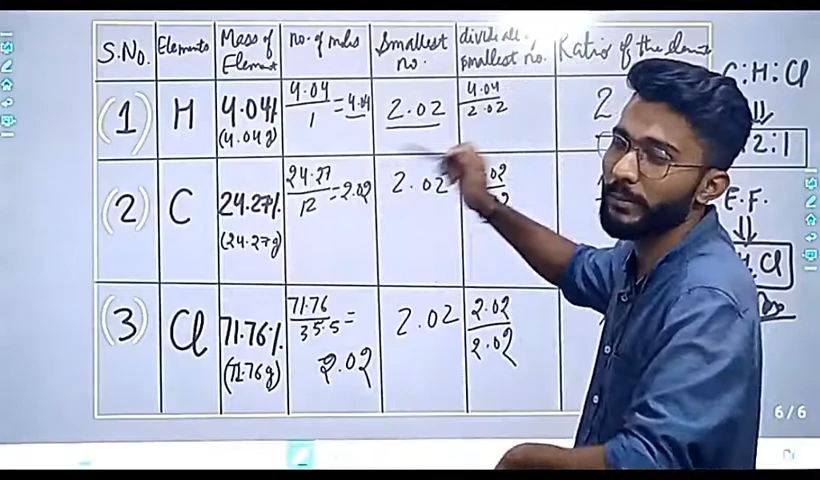 S.No. Elements Mass of Element no. of mols Smallest no. divide all smallest no. Ratio of the
(1) H 4.04% (4.04g) 4.04/1 = 4.04 2.02 4.04/2.02 2
(2) C 24.27% (24.27g) 24.27/12 = 2.02 2.02
(3) Cl 71.76% (71.76g) 71.76/35.5 = 2.02 2.02 2.02/2.02
:H:Cl
2:1
E.F.
Cl
6/6